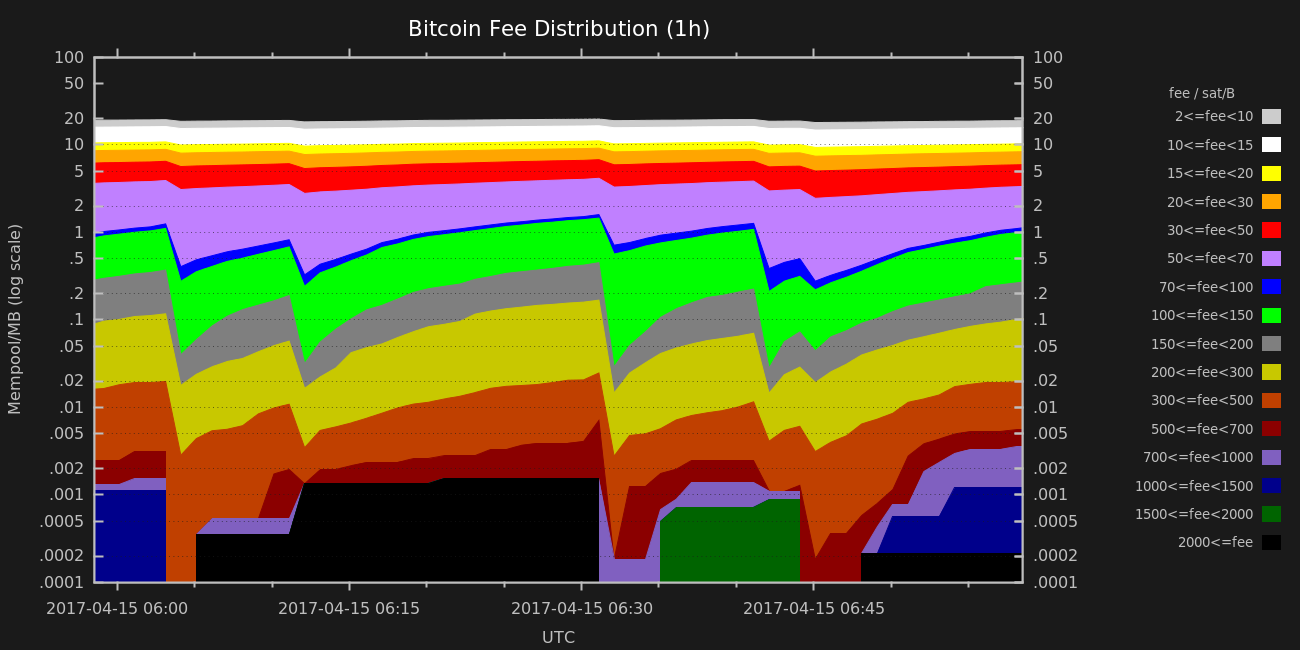 Bitcoin Fee Distribution (1h)
100
50
20
10
5
2
1
.5
.2
.1
.05
.02
.01
.005
.002
.001
.0005
.0002
.0001
Mempool/MB (log scale)
100
50
20
10
5
2
1
.5
.2
.1
.05
.02
.01
.005
.002
.001
.0005
.0002
.0001
2017-04-15 06:00 2017-04-15 06:15 2017-04-15 06:30 2017-04-15 06:45
UTC
fee / sat/B
2<=fee<10
10<=fee<15
15<=fee<20
20<=fee<30
30<=fee<50
50<=fee<70
70<=fee<100
100<=fee<150
150<=fee<200
200<=fee<300
300<=fee<500
500<=fee<700
700<=fee<1000
1000<=fee<1500
1500<=fee<2000
2000<=fee